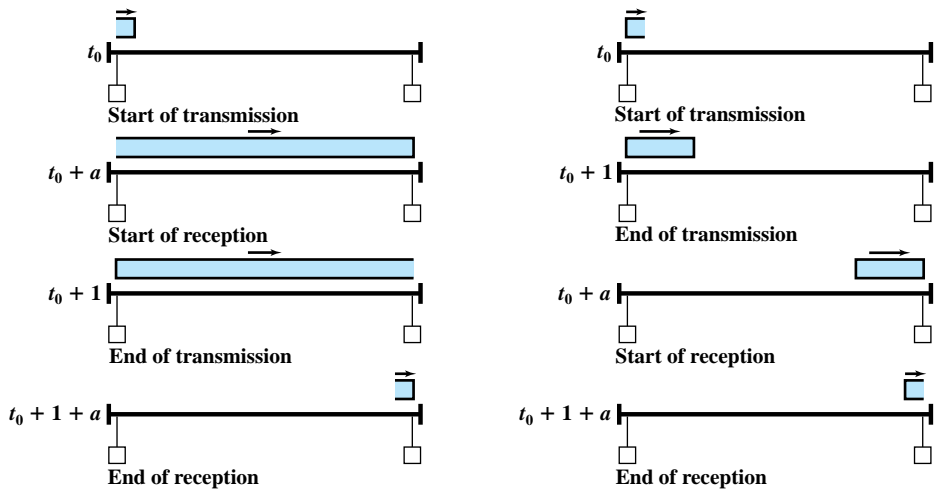 t₀
Start of transmission
t₀ + a
Start of reception
t₀ + 1
End of transmission
t₀ + 1 + a
End of reception
t₀
Start of transmission
t₀ + 1
End of transmission
t₀ + a
Start of reception
t₀ + 1 + a
End of reception